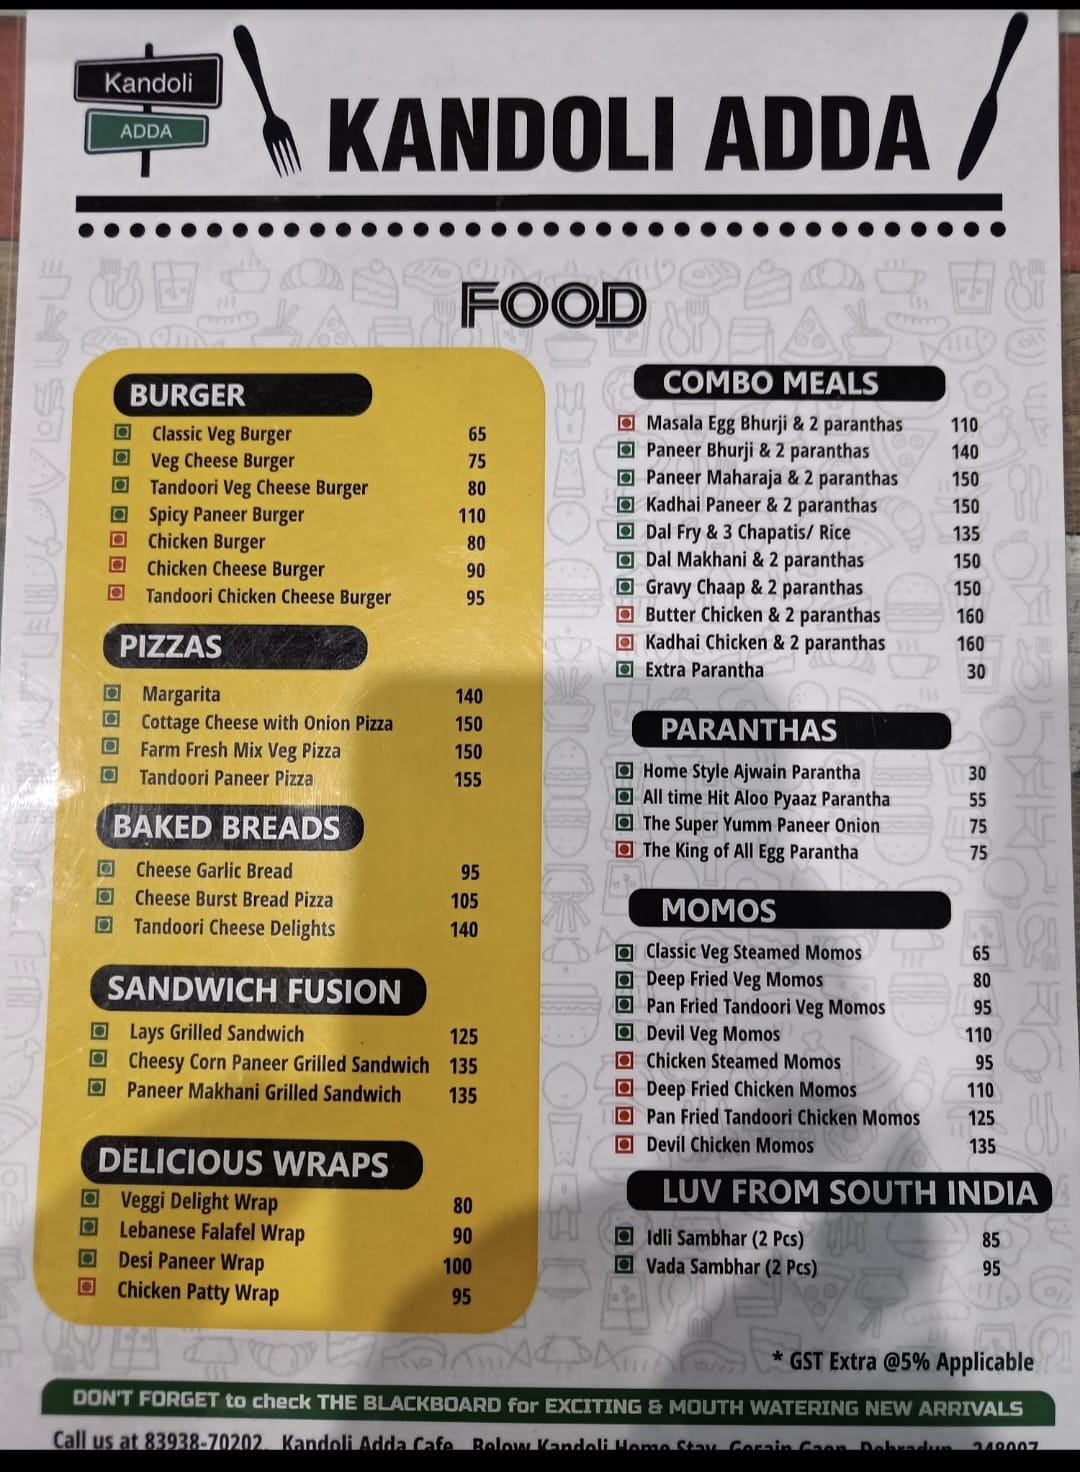 Kandoli
ADDA
KANDOLI ADDA
FOOD
BURGER
Classic Veg Burger 65
Veg Cheese Burger 75
Tandoori Veg Cheese Burger 80
Spicy Paneer Burger 110
Chicken Burger 80
Chicken Cheese Burger 90
Tandoori Chicken Cheese Burger 95
PIZZAS
Margarita 140
Cottage Cheese with Onion Pizza 150
Farm Fresh Mix Veg Pizza 150
Tandoori Paneer Pizza 155
BAKED BREADS
Cheese Garlic Bread 95
Cheese Burst Bread Pizza 105
Tandoori Cheese Delights 140
SANDWICH FUSION
Lays Grilled Sandwich 125
Cheesy Corn Paneer Grilled Sandwich 135
Paneer Makhani Grilled Sandwich 135
DELICIOUS WRAPS
Veggi Delight Wrap 80
Lebanese Falafel Wrap 90
Desi Paneer Wrap 100
Chicken Patty Wrap 95
COMBO MEALS
Masala Egg Bhurji & 2 paranthas 110
Paneer Bhurji & 2 paranthas 140
Paneer Maharaja & 2 paranthas 150
Kadhai Paneer & 2 paranthas 150
Dal Fry & 3 Chapatis/ Rice 135
Dal Makhani & 2 paranthas 150
Gravy Chaap & 2 paranthas 150
Butter Chicken & 2 paranthas 160
Kadhai Chicken & 2 paranthas 160
Extra Parantha 30
PARANTHAS
Home Style Ajwain Parantha 30
All time Hit Aloo Pyaaz Parantha 55
The Super Yumm Paneer Onion 75
The King of All Egg Parantha 75
MOMOS
Classic Veg Steamed Momos 65
Deep Fried Veg Momos 80
Pan Fried Tandoori Veg Momos 95
Devil Veg Momos 110
Chicken Steamed Momos 95
Deep Fried Chicken Momos 110
Pan Fried Tandoori Chicken Momos 125
Devil Chicken Momos 135
LUV FROM SOUTH INDIA
Idli Sambhar (2 Pcs) 85
Vada Sambhar (2 Pcs) 95
* GST Extra @5% Applicable
DON'T FORGET to check THE BLACKBOARD for EXCITING & MOUTH WATERING NEW ARRIVALS
Call us at 83938-70202, Kandoli Adda Cafe, Below Kandoli Home Stay, Gorain Gaon, Dehradun - 248007